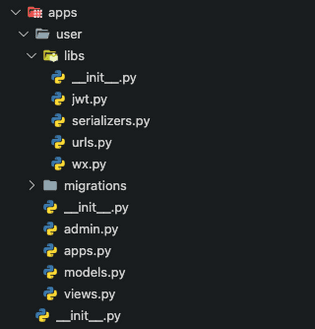 apps
user
libs
__init__.py
jwt.py
serializers.py
urls.py
wx.py
migrations
__init__.py
admin.py
apps.py
models.py
views.py
__init__.py